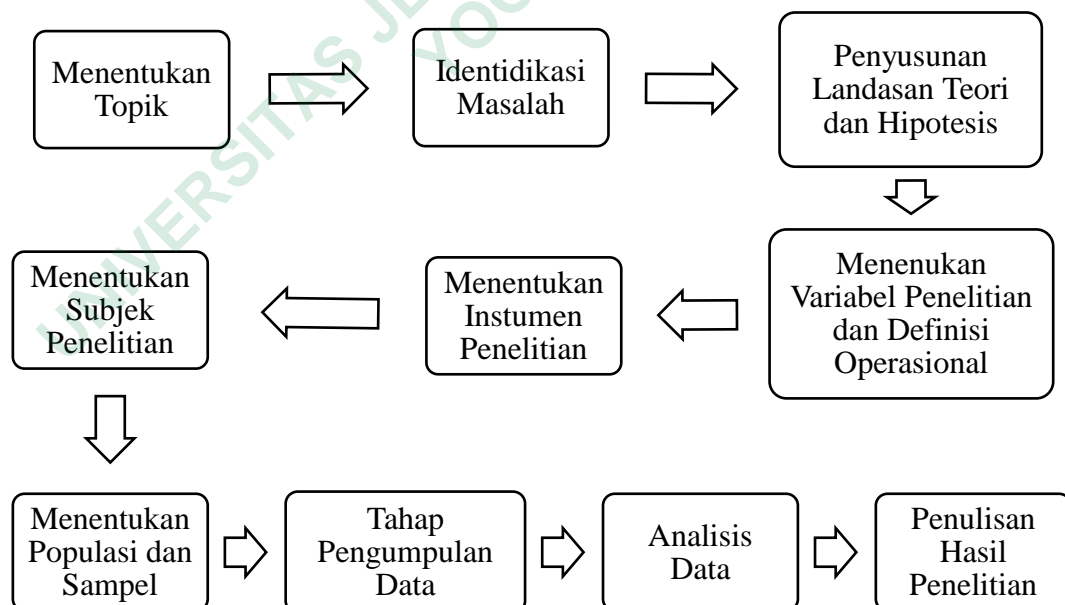 Menentukan
Topik
Identidikasi
Masalah
Penyusunan
Landasan Teori
dan Hipotesis
Menenukan
Variabel Penelitian
dan Definisi
Operasional
Menentukan
Instumen
Penelitian
Menentukan
Subjek
Penelitian
Menentukan
Populasi dan
Sampel
Tahap
Pengumpulan
Data
Analisis
Data
Penulisan
Hasil
Penelitian
UNIVERSITAS